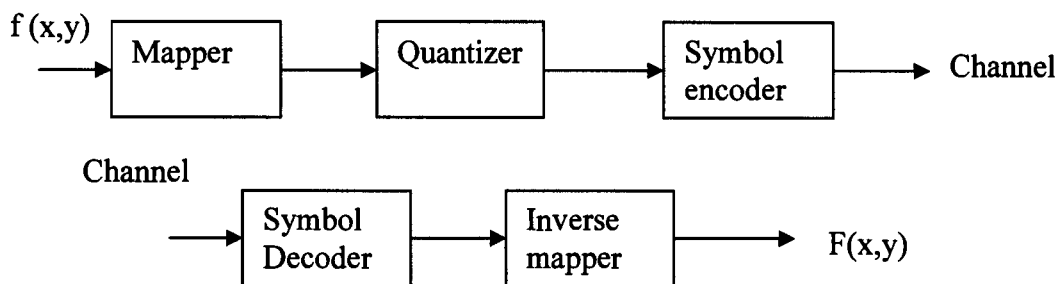 f (x,y)
Mapper
Quantizer
Symbol
encoder
Channel
Channel
Symbol
Decoder
Inverse
mapper
F(x,y)